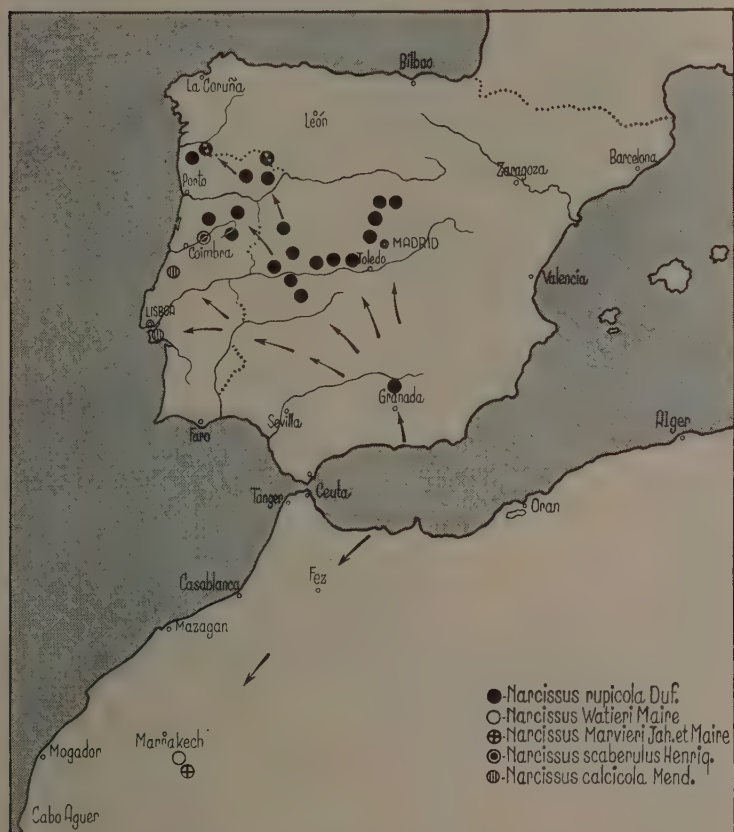 Bilbao
La Coruña
León
Zaragoza
Barcelona
Porto
MADRID
Coimbra
Toledo
Valencia
LISBOA
Granada
Sevilla
Faro
Alger
Ceuta
Tánger
Oran
Fez
Casablanca
Mazagan
Marrakech
Mogador
Cabo Aguer
-Narcissus rupicola Duf.
-Narcissus Watieri Maire
-Narcissus Marvieri Jah. et Maire
-Narcissus scaberulus Henriq.
-Narcissus calcicola Mend.